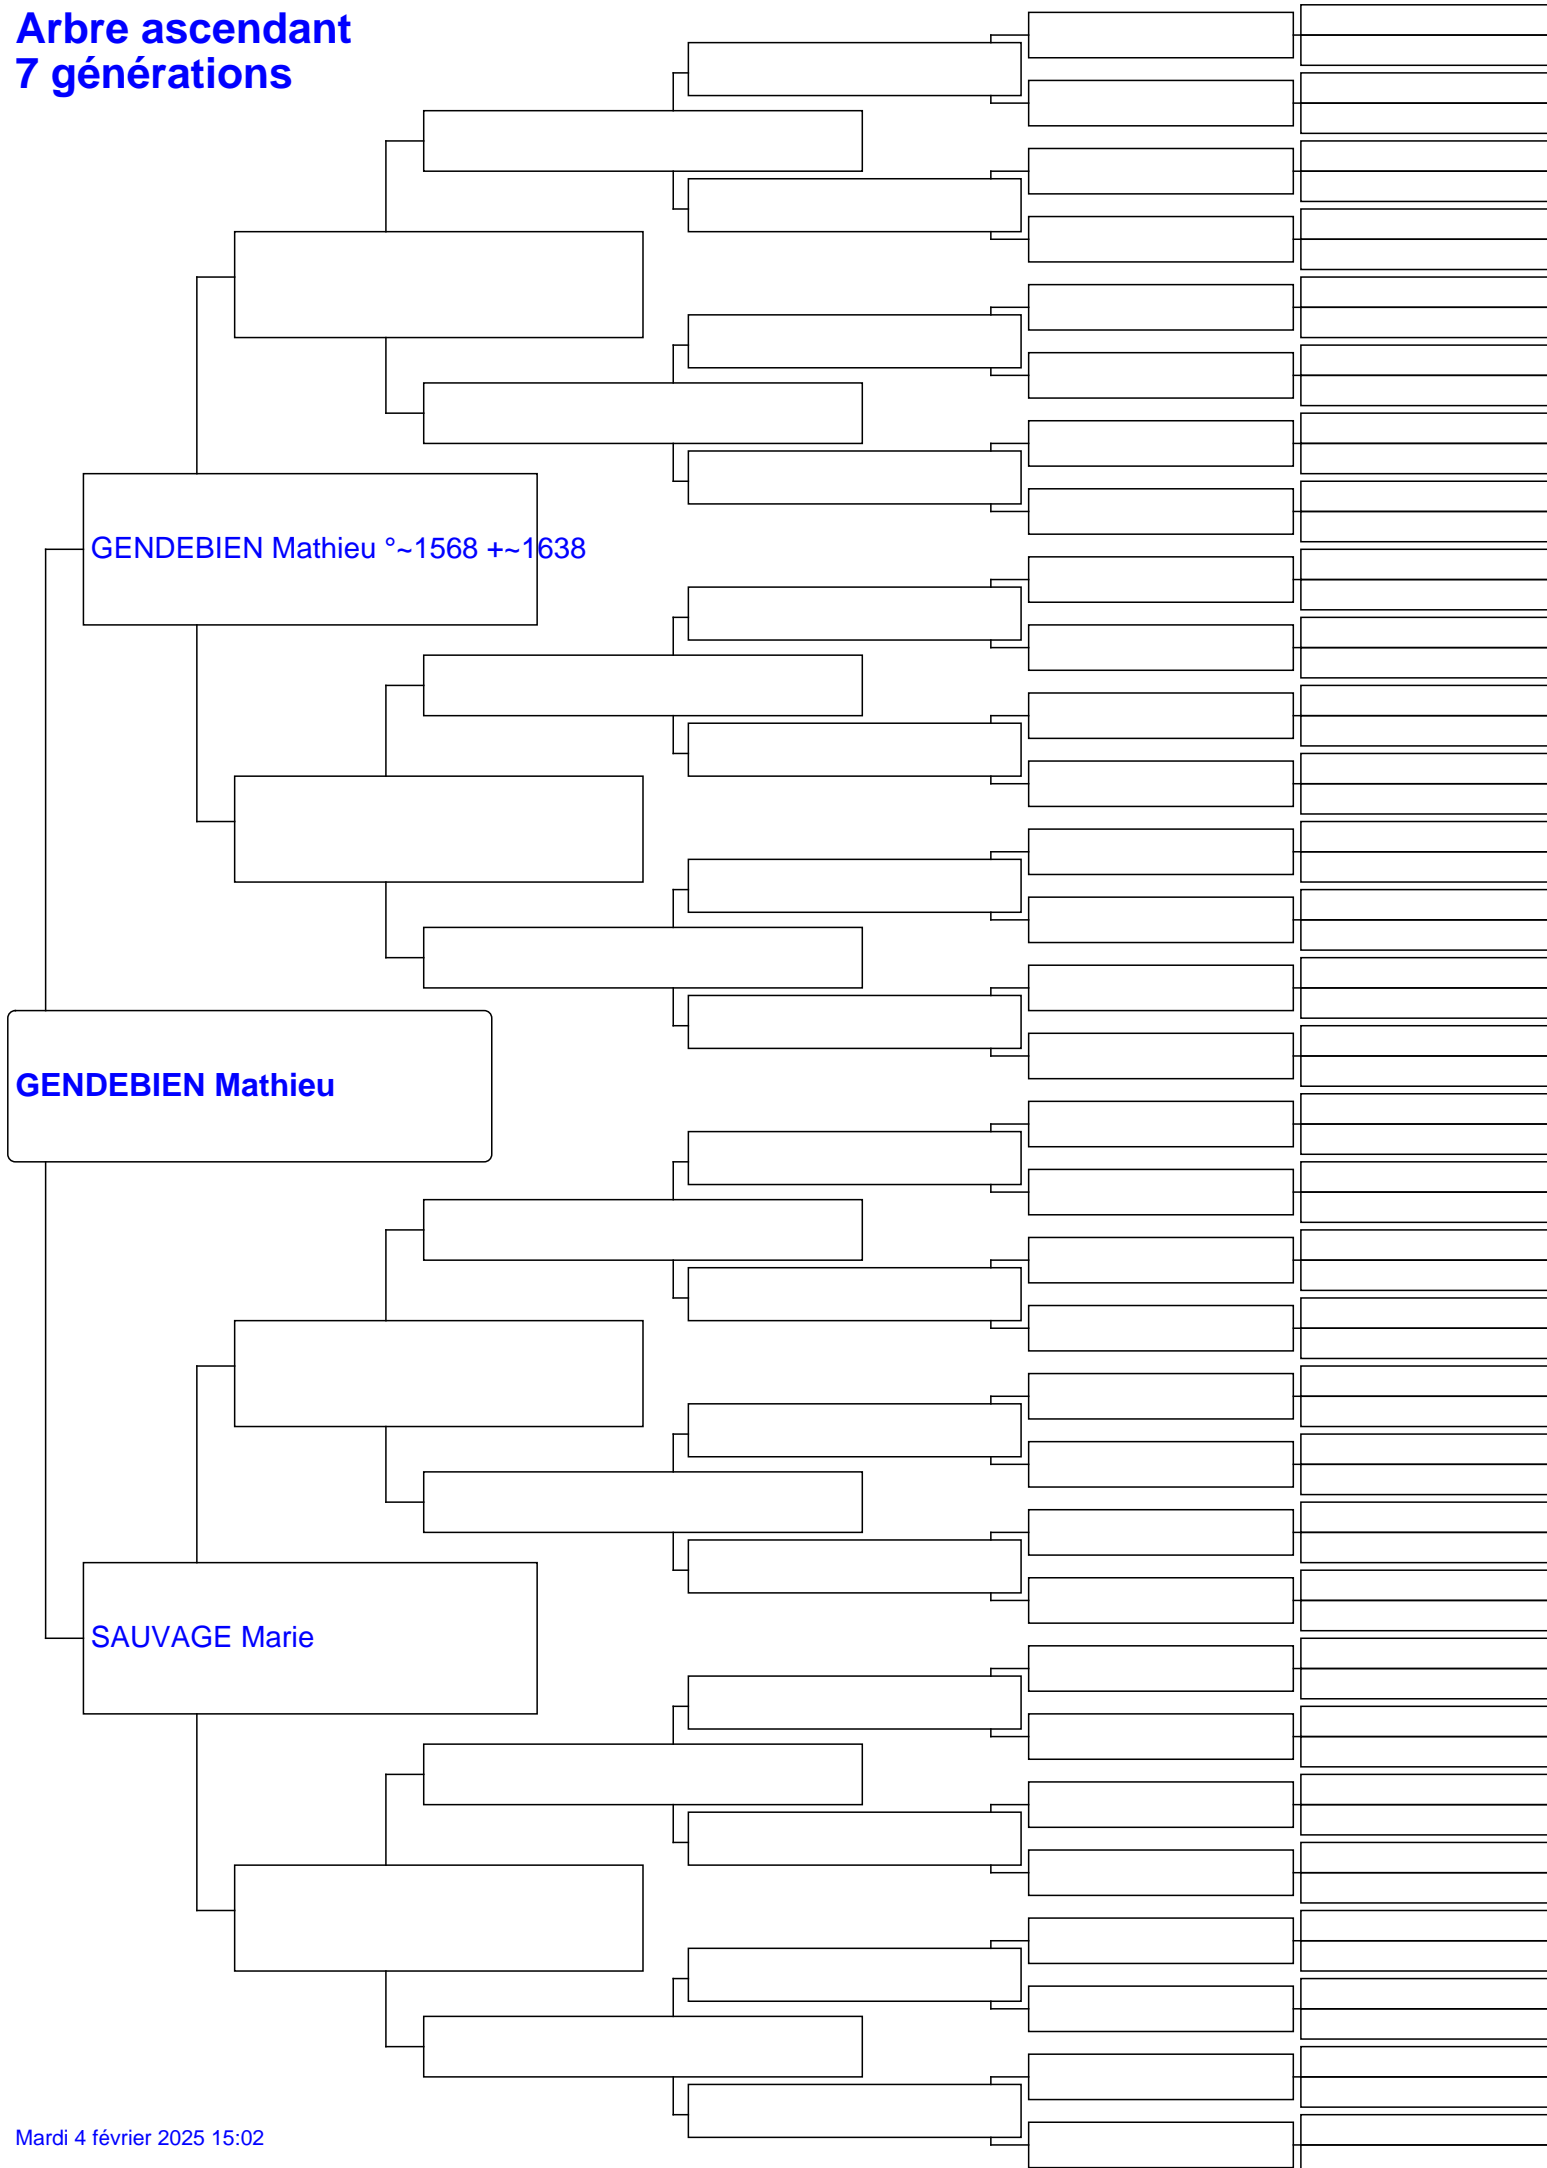 Arbre ascendant
7 générations
GENDEBIEN Mathieu °~1568 +~1638
GENDEBIEN Mathieu
SAUVAGE Marie
Mardi 4 février 2025 15:02